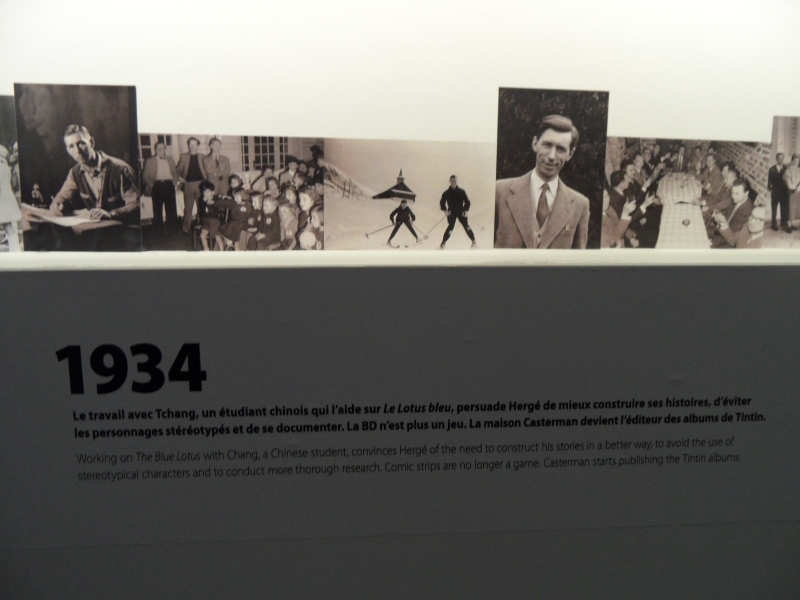 1934
Le travail avec Tchang, un étudiant chinois qui l'aide sur Le Lotus bleu, persuade Hergé de mieux construire ses histoires, d'éviter
les personnages stéréotypés et de se documenter. La BD n'est plus un jeu. La maison Casterman devient l'éditeur des albums de Tintin.
Working on The Blue Lotus with Chang, a Chinese student, convinces Hergé of the need to construct his stories in a better way, to avoid the use of
stereotypical characters and to conduct more thorough research. Comic strips are no longer a game. Casterman starts publishing the Tintin albums.